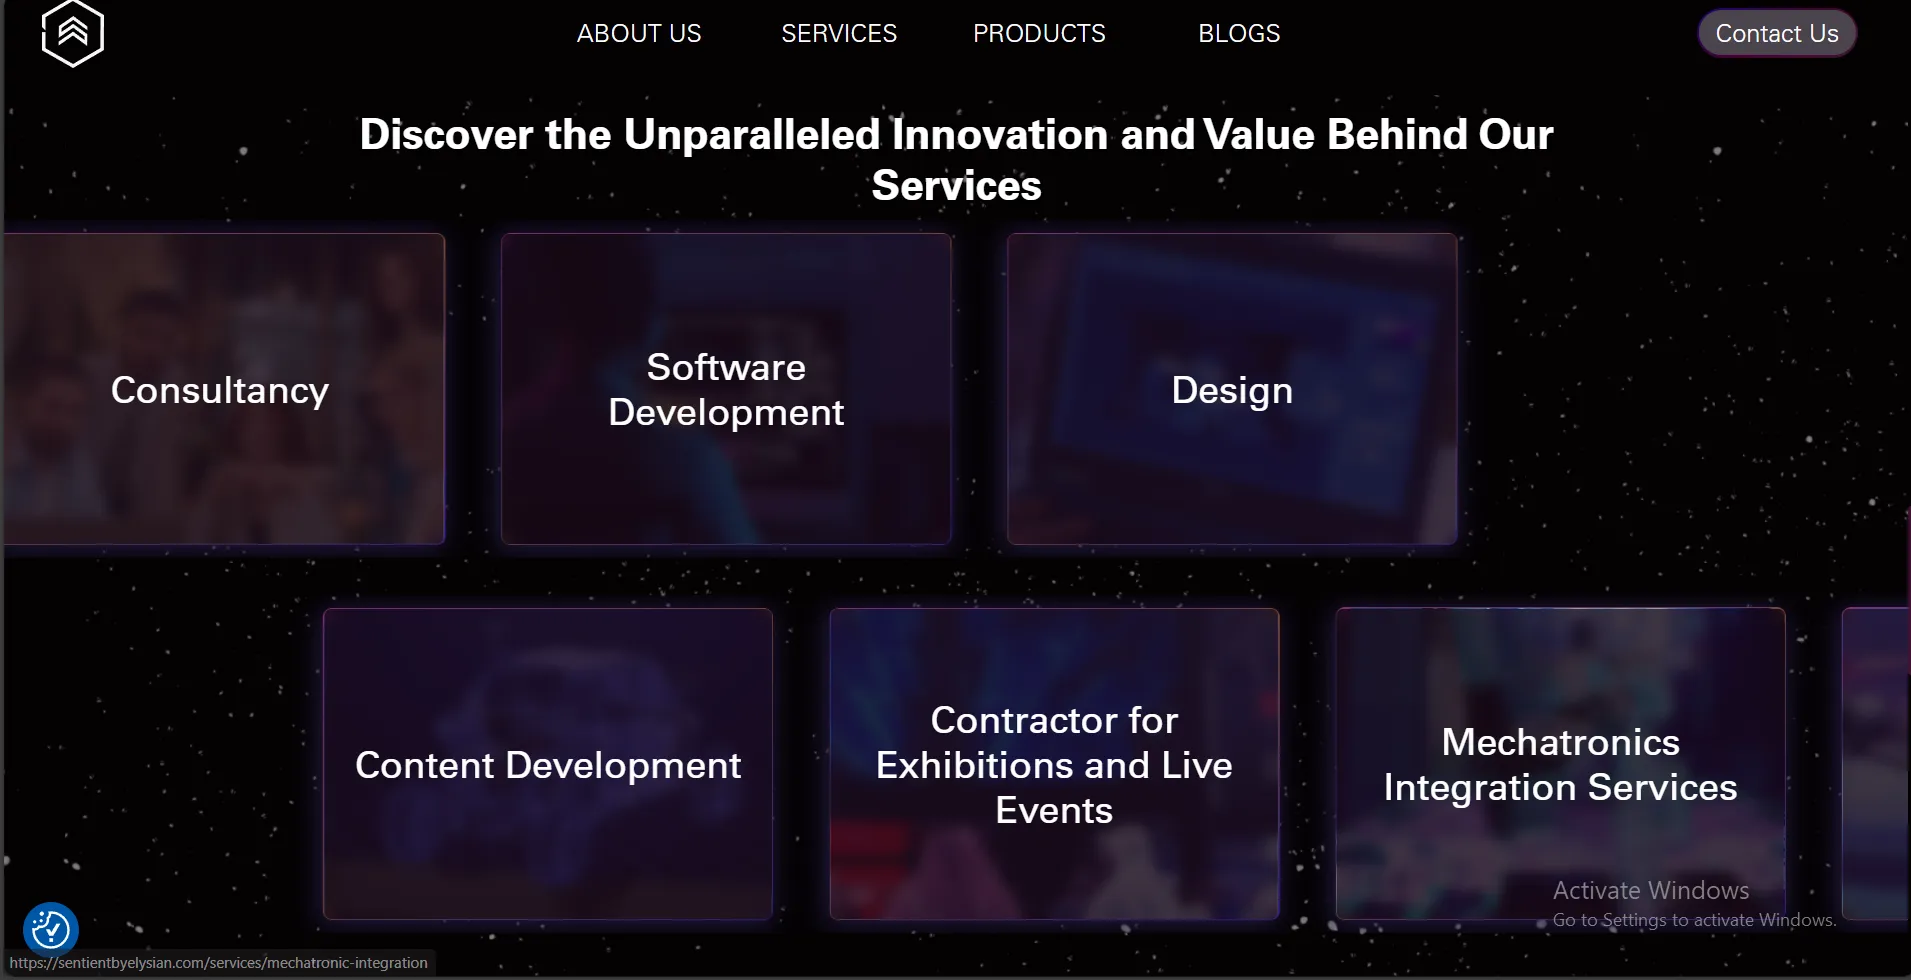 ABOUT US
SERVICES
PRODUCTS
BLOGS
Contact Us
Discover the Unparalleled Innovation and Value Behind Our
Services
Consultancy
Software
Development
Design
Content Development
Contractor for
Exhibitions and Live
Events
Mechatronics
Integration Services
Activate Windows
Go to Settings to activate Windows.
https://sentientbyelysian.com/services/mechatronic-integration